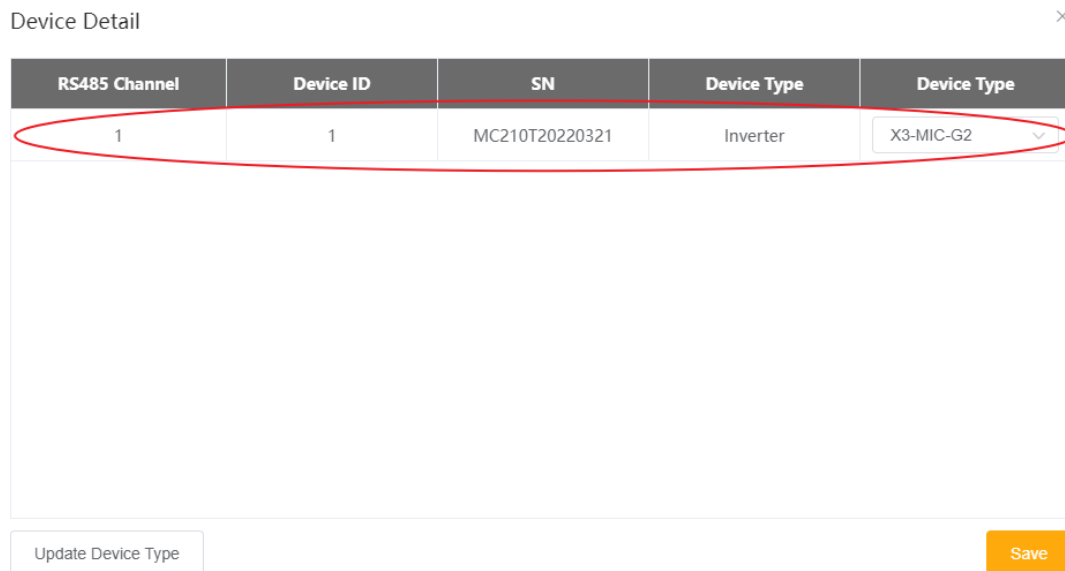 Device Detail
RS485 Channel Device ID SN Device Type Device Type
1 1 MC210T20220321 Inverter X3-MIC-G2
Update Device Type Save